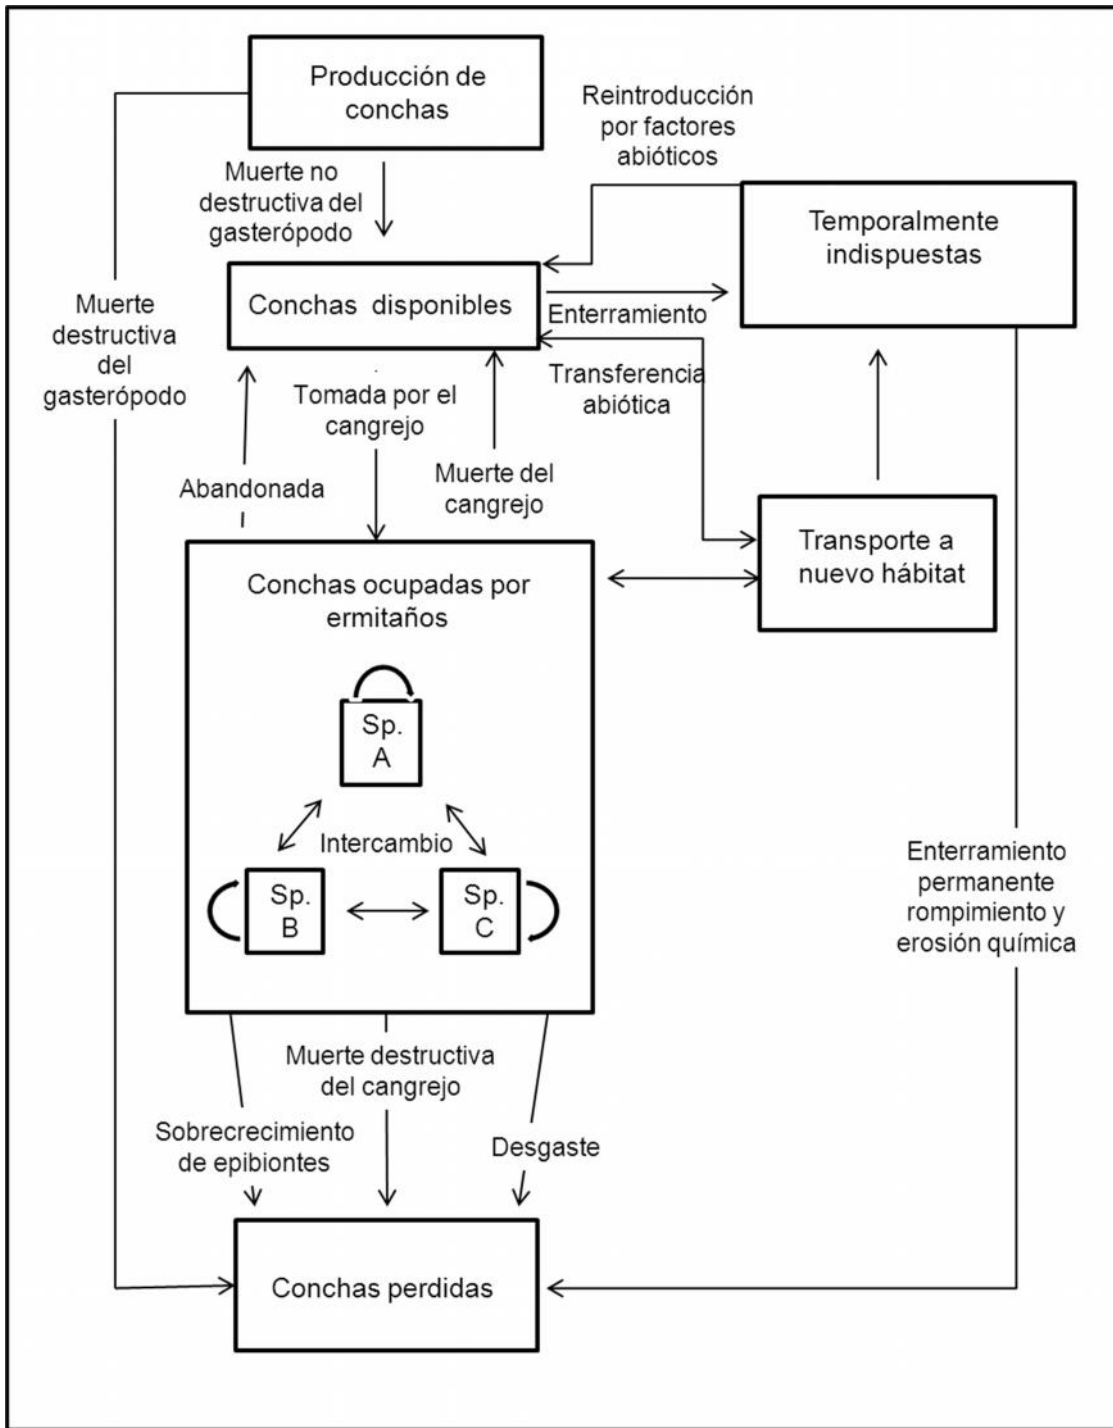 Producción de
conchas
Reintroducción
por factores
abióticos
Muerte no
destructiva del
gasterópodo
Temporalmente
indispuestas
Conchas disponibles
Enterramiento
Muerte
destructiva
del
gasterópodo
Transferencia
abiótica
Tomada por el
cangrejo
Abandonada
Muerte del
cangrejo
Transporte a
nuevo hábitat
Conchas ocupadas por
ermitaños
Sp.
A
Intercambio
Sp.
B
Sp.
C
Enterramiento
permanente
rompimiento y
erosión química
Muerte destructiva
del cangrejo
Sobrecrecimiento
de epibiontes
Desgaste
Conchas perdidas